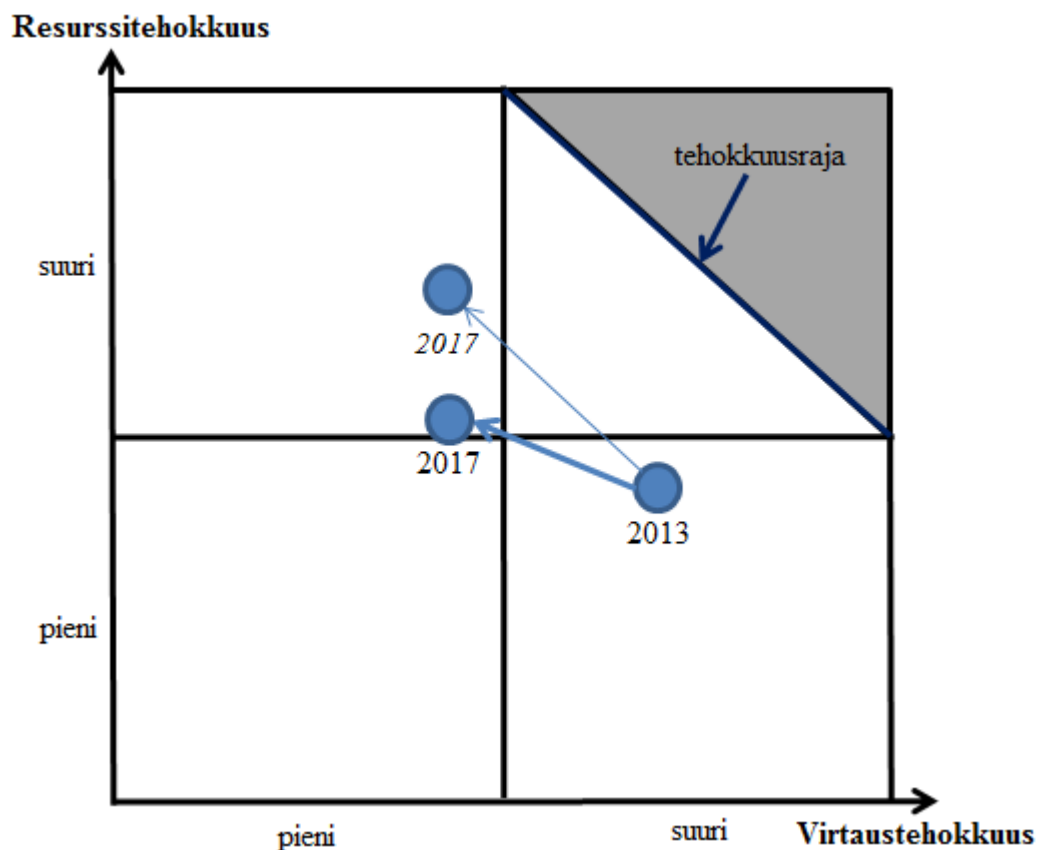 Resurssitehokkuus
tehokkuusraja
suuri
2017
2017
2013
pieni
pieni
suuri
Virtaustehokkuus